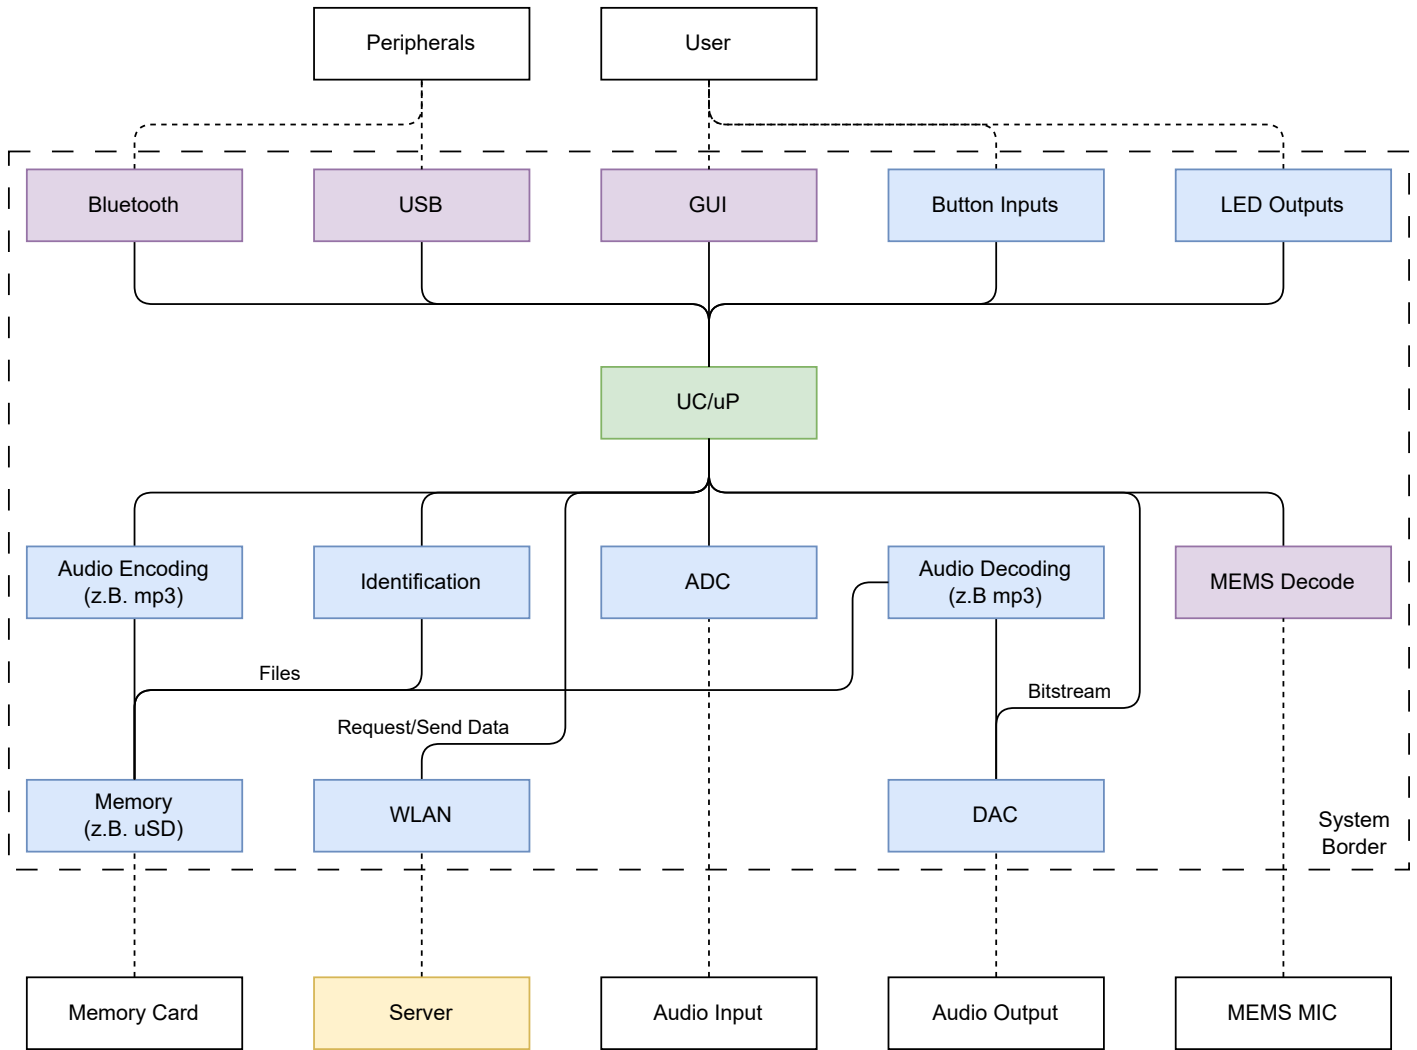 Peripherals
User
Bluetooth
USB
GUI
Button Inputs
LED Outputs
UC/uP
Audio Encoding
(z.B. mp3)
Identification
ADC
Audio Decoding
(z.B mp3)
MEMS Decode
Files
Bitstream
Request/Send Data
Memory
(z.B. uSD)
WLAN
DAC
System
Border
Memory Card
Server
Audio Input
Audio Output
MEMS MIC